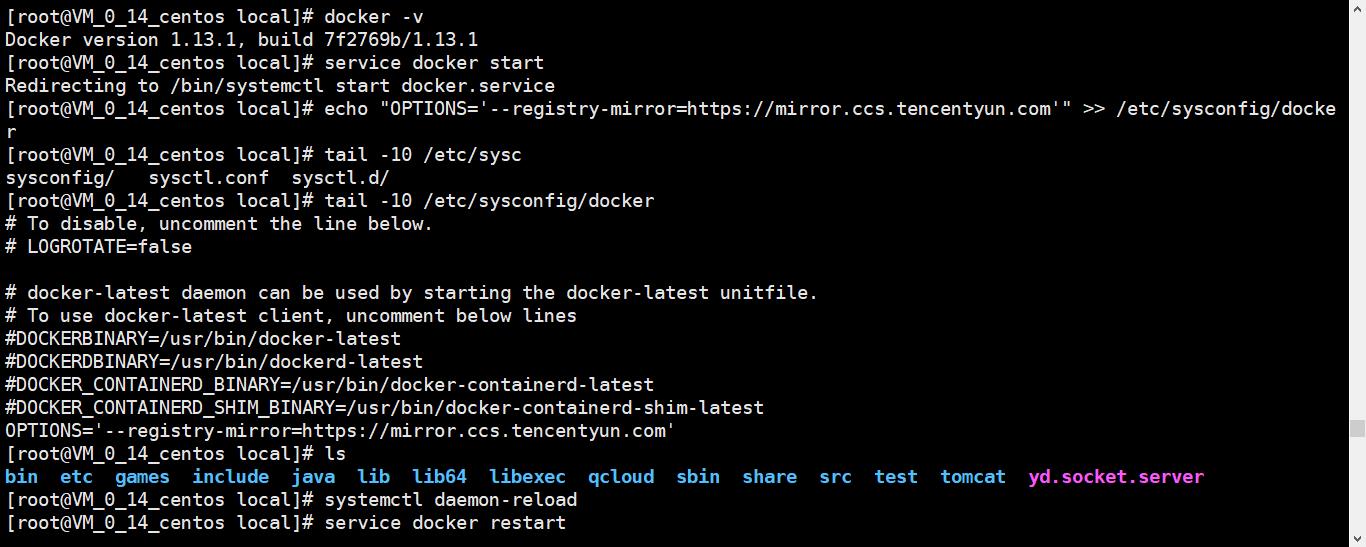 [root@VM_0_14_centos local]# docker -v
Docker version 1.13.1, build 7f2769b/1.13.1
[root@VM_0_14_centos local]# service docker start
Redirecting to /bin/systemctl start docker.service
[root@VM_0_14_centos local]# echo "OPTIONS='--registry-mirror=https://mirror.ccs.tencentyun.com'" >> /etc/sysconfig/docke
r
[root@VM_0_14_centos local]# tail -10 /etc/sysc
sysconfig/   sysctl.conf  sysctl.d/
[root@VM_0_14_centos local]# tail -10 /etc/sysconfig/docker
# To disable, uncomment the line below.
# LOGROTATE=false

# docker-latest daemon can be used by starting the docker-latest unitfile.
# To use docker-latest client, uncomment below lines
#DOCKERBINARY=/usr/bin/docker-latest
#DOCKERDBINARY=/usr/bin/dockerd-latest
#DOCKER_CONTAINERD_BINARY=/usr/bin/docker-containerd-latest
#DOCKER_CONTAINERD_SHIM_BINARY=/usr/bin/docker-containerd-shim-latest
OPTIONS='--registry-mirror=https://mirror.ccs.tencentyun.com'
[root@VM_0_14_centos local]# ls
bin  etc  games  include  java  lib  lib64  libexec  qcloud  sbin  share  src  test  tomcat  yd.socket.server
[root@VM_0_14_centos local]# systemctl daemon-reload
[root@VM_0_14_centos local]# service docker restart